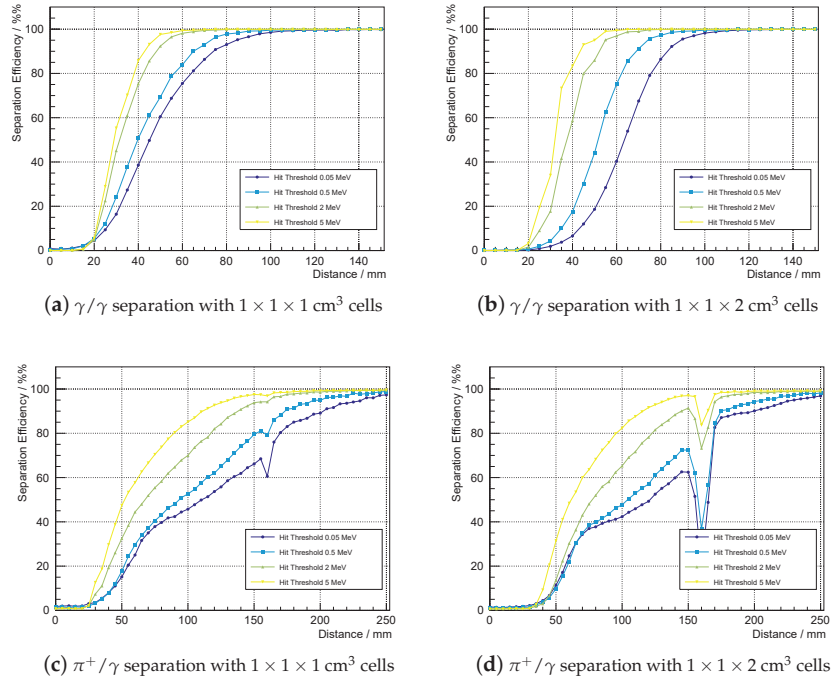 Separation Efficiency / %%
100
80
60
40
20
0
Hit Threshold 0.05 MeV
Hit Threshold 0.5 MeV
Hit Threshold 2 MeV
Hit Threshold 5 MeV
0 20 40 60 80 100 120 140
Distance / mm
(a) γ/γ separation with 1 × 1 × 1 cm³ cells
Separation Efficiency / %%
100
80
60
40
20
0
Hit Threshold 0.05 MeV
Hit Threshold 0.5 MeV
Hit Threshold 2 MeV
Hit Threshold 5 MeV
0 20 40 60 80 100 120 140
Distance / mm
(b) γ/γ separation with 1 × 1 × 2 cm³ cells
Separation Efficiency / %%
100
80
60
40
20
0
Hit Threshold 0.05 MeV
Hit Threshold 0.5 MeV
Hit Threshold 2 MeV
Hit Threshold 5 MeV
0 50 100 150 200 250
Distance / mm
(c) π⁺/γ separation with 1 × 1 × 1 cm³ cells
Separation Efficiency / %%
100
80
60
40
20
0
Hit Threshold 0.05 MeV
Hit Threshold 0.5 MeV
Hit Threshold 2 MeV
Hit Threshold 5 MeV
0 50 100 150 200 250
Distance / mm
(d) π⁺/γ separation with 1 × 1 × 2 cm³ cells